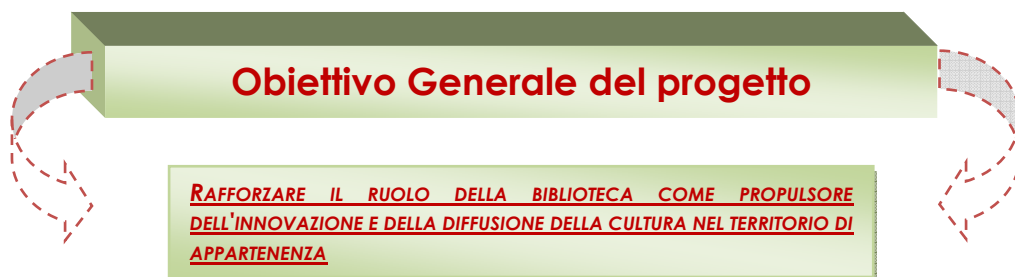 Obiettivo Generale del progetto
RAFFORZARE IL RUOLO DELLA BIBLIOTECA COME PROPULSORE
DELL'INNOVAZIONE E DELLA DIFFUSIONE DELLA CULTURA NEL TERRITORIO DI
APPARTENENZA